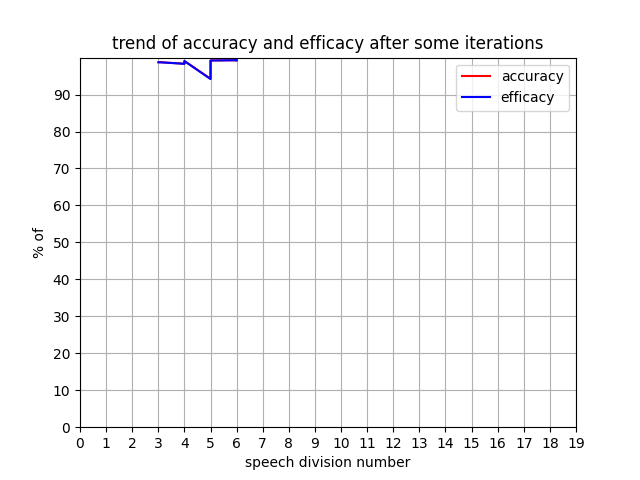 trend of accuracy and efficacy after some iterations
accuracy
efficacy
% of
90
80
70
60
50
40
30
20
10
0
0 1 2 3 4 5 6 7 8 9 10 11 12 13 14 15 16 17 18 19
speech division number